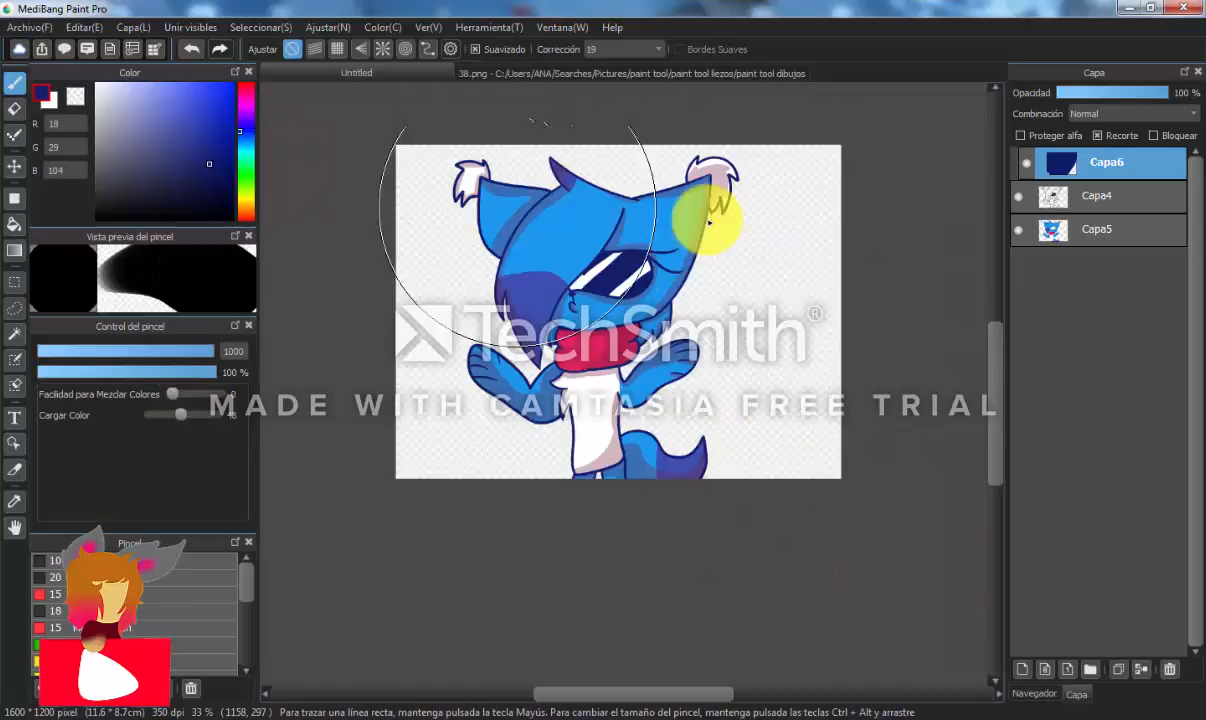 MediBang Paint Pro
Archivo(F) Editar(E) Capa(L) Unir visibles Seleccionar(S) Ajustar(N) Color(C) Ver(V) Herramienta(T) Ventana(W) Help
Ajustar Suavizado Corrección 19 Bordes Suaves
Color Untitled 38.png - C:/Users/ANA/Searches/Pictures/paint tool/paint tool liezos/paint tool dibujos Capa
Opacidad 100 %
Combinación Normal
R 18
G 29
B 104
Proteger alfa Recorte Bloquear
Capa6
Capa4
Capa5
Vista previa del pincel
Control del pincel
1000
100 %
Facilidad para Mezclar Colores 0
Cargar Color
TechSmith®
MADE WITH CAMTASIA FREE TRIAL
Pincel
10
20
15
18
15
Navegador Capa
1600 * 1200 pixel (11.6 * 8.7cm) 350 dpi 33 % ( 1158, 297 ) Para trazar una línea recta, mantenga pulsada la tecla Mayús. Para cambiar el tamaño del pincel, mantenga pulsadas las teclas Ctrl + Alt y arrastre